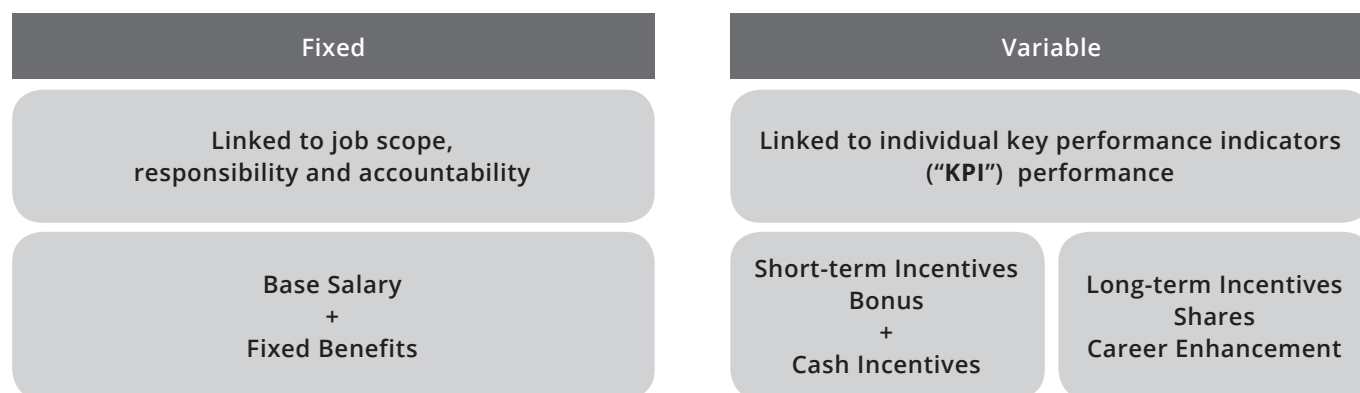 Fixed
Linked to job scope,
responsibility and accountability
Base Salary
+
Fixed Benefits
Variable
Linked to individual key performance indicators
(“KPI”) performance
Short-term Incentives
Bonus
+
Cash Incentives
Long-term Incentives
Shares
Career Enhancement